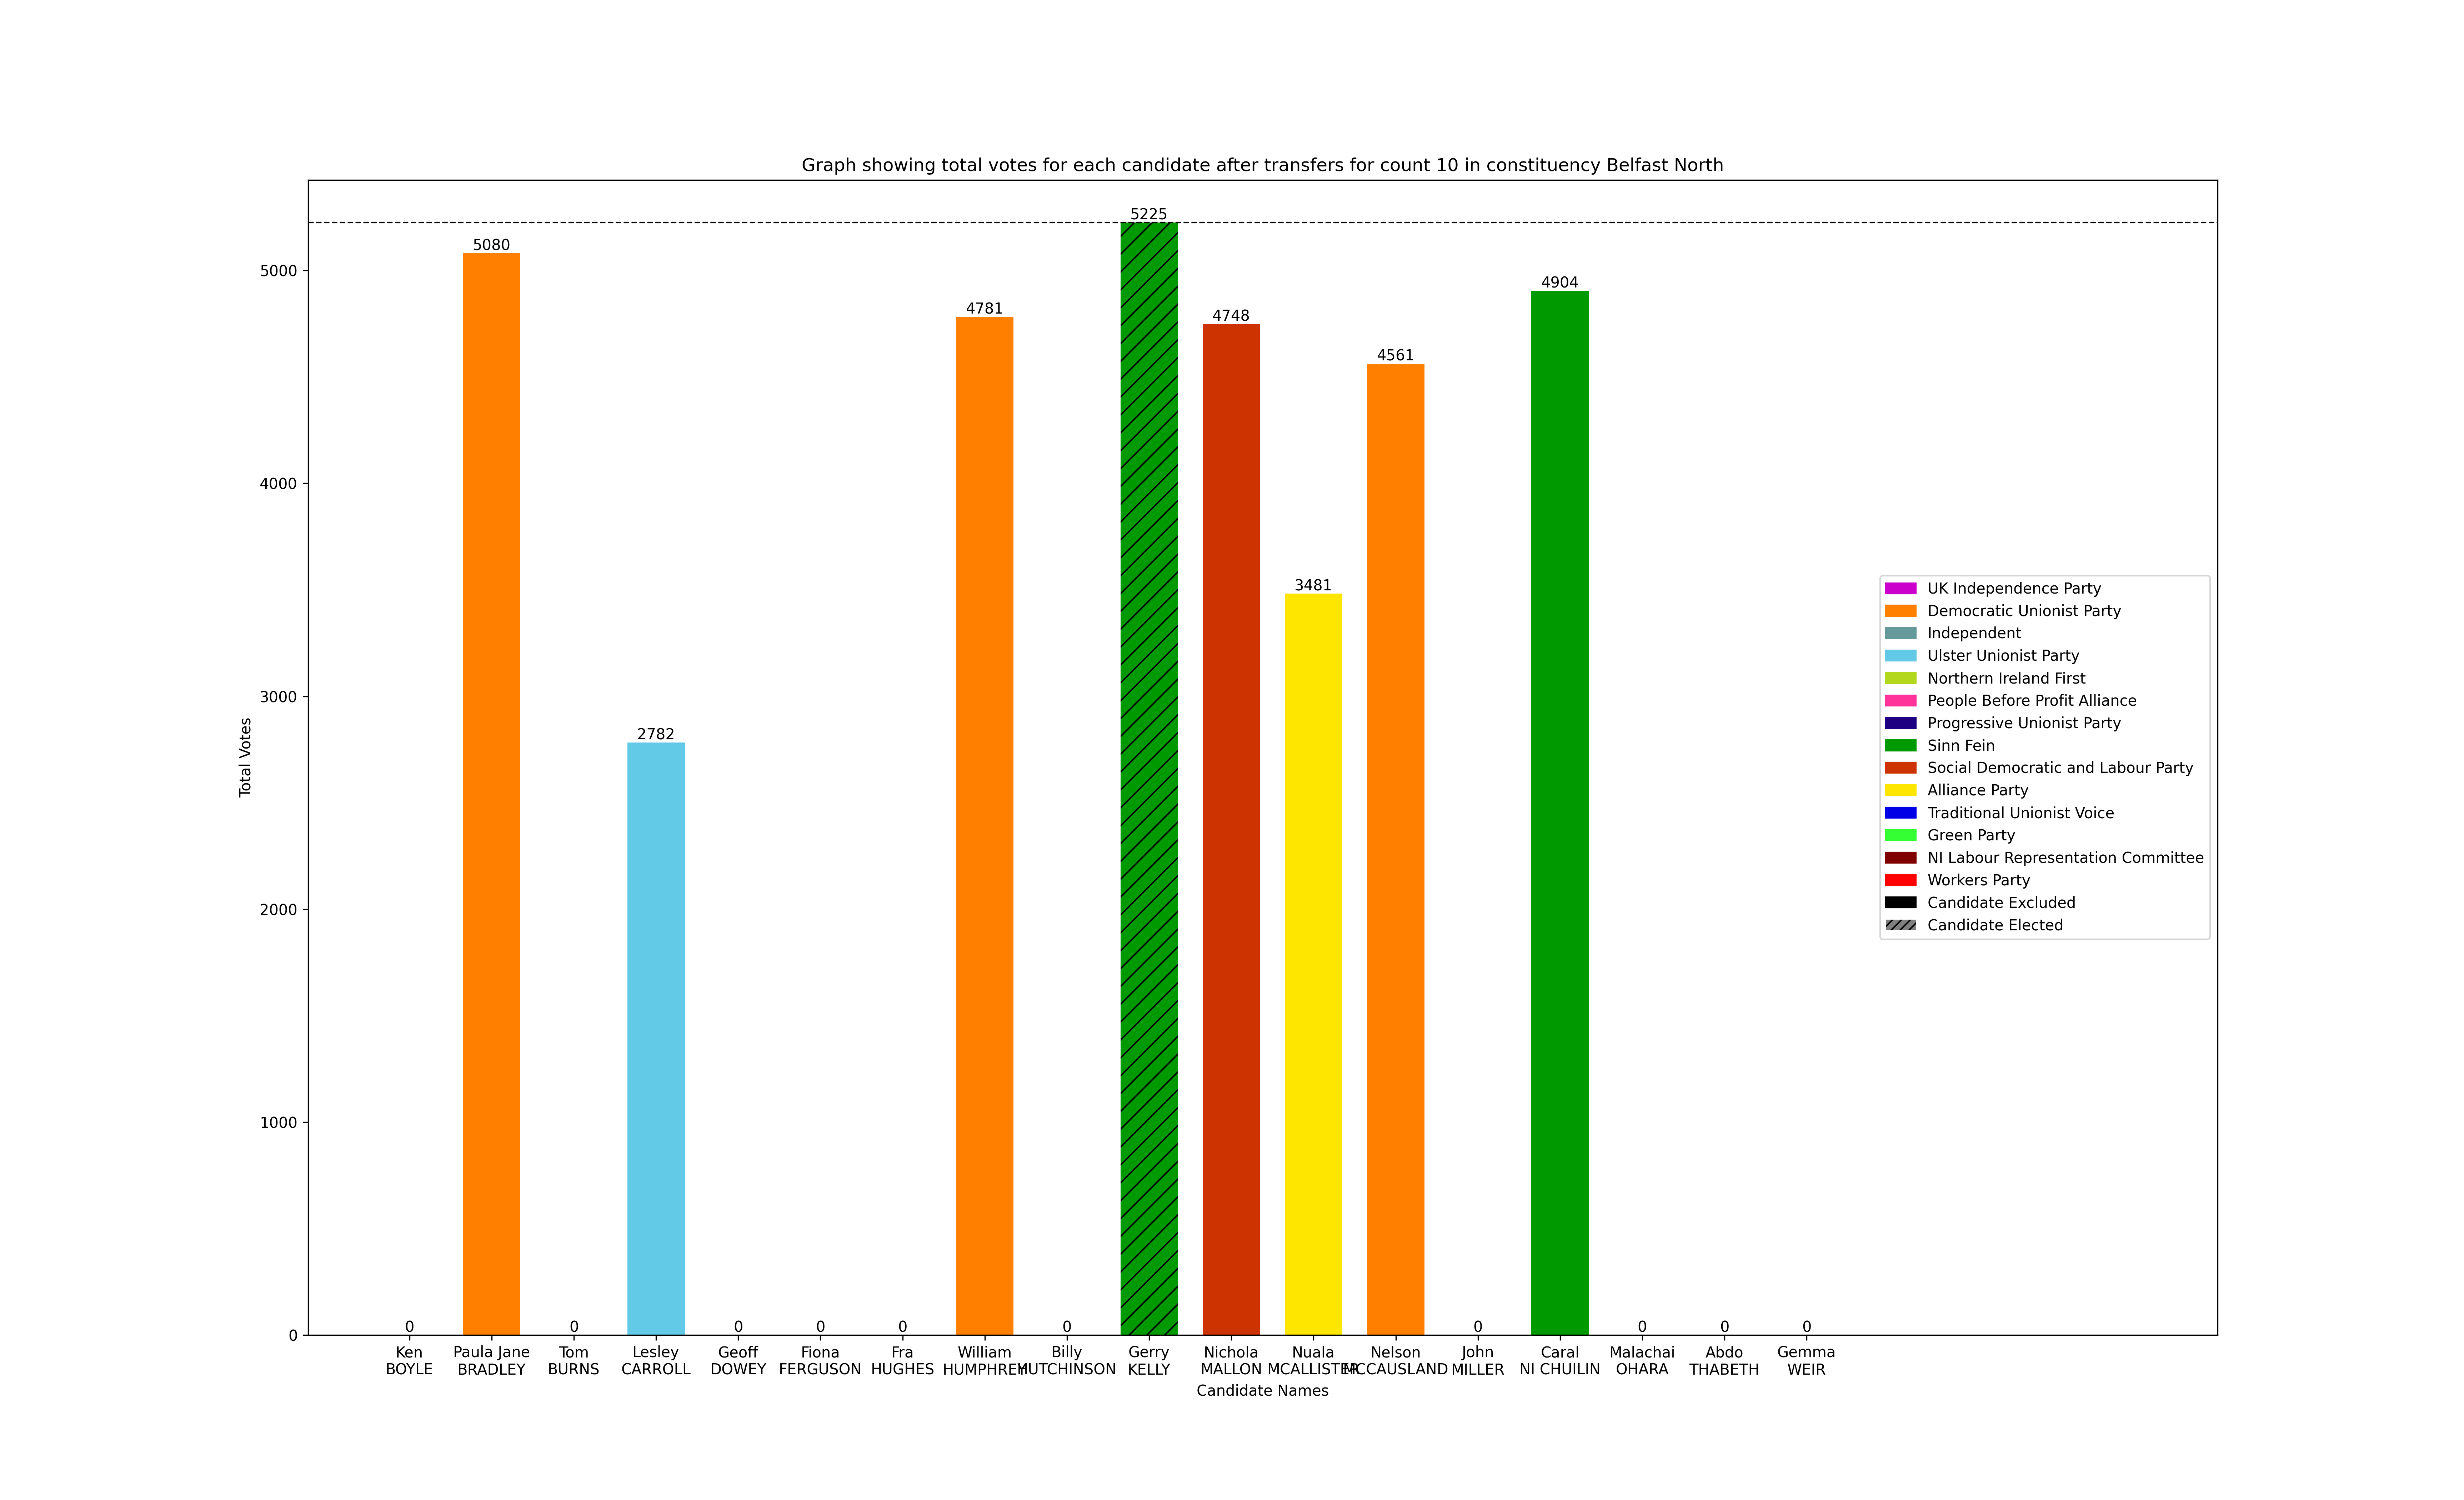 Graph showing total votes for each candidate after transfers for count 10 in constituency Belfast North
Total Votes
5000
4000
3000
2000
1000
0
0
5080
0
2782
0
0
0
4781
0
5225
4748
3481
4561
0
4904
0
0
0
Ken
BOYLE
Paula Jane
BRADLEY
Tom
BURNS
Lesley
CARROLL
Geoff
DOWEY
Fiona
FERGUSON
Fra
HUGHES
William
HUMPHREY
Billy
HUTCHINSON
Gerry
KELLY
Nichola
MALLON
Nuala
MCALLISTER
Nelson
MCCAUSLAND
John
MILLER
Caral
NI CHUILIN
Malachai
OHARA
Abdo
THABETH
Gemma
WEIR
Candidate Names
UK Independence Party
Democratic Unionist Party
Independent
Ulster Unionist Party
Northern Ireland First
People Before Profit Alliance
Progressive Unionist Party
Sinn Fein
Social Democratic and Labour Party
Alliance Party
Traditional Unionist Voice
Green Party
NI Labour Representation Committee
Workers Party
Candidate Excluded
Candidate Elected